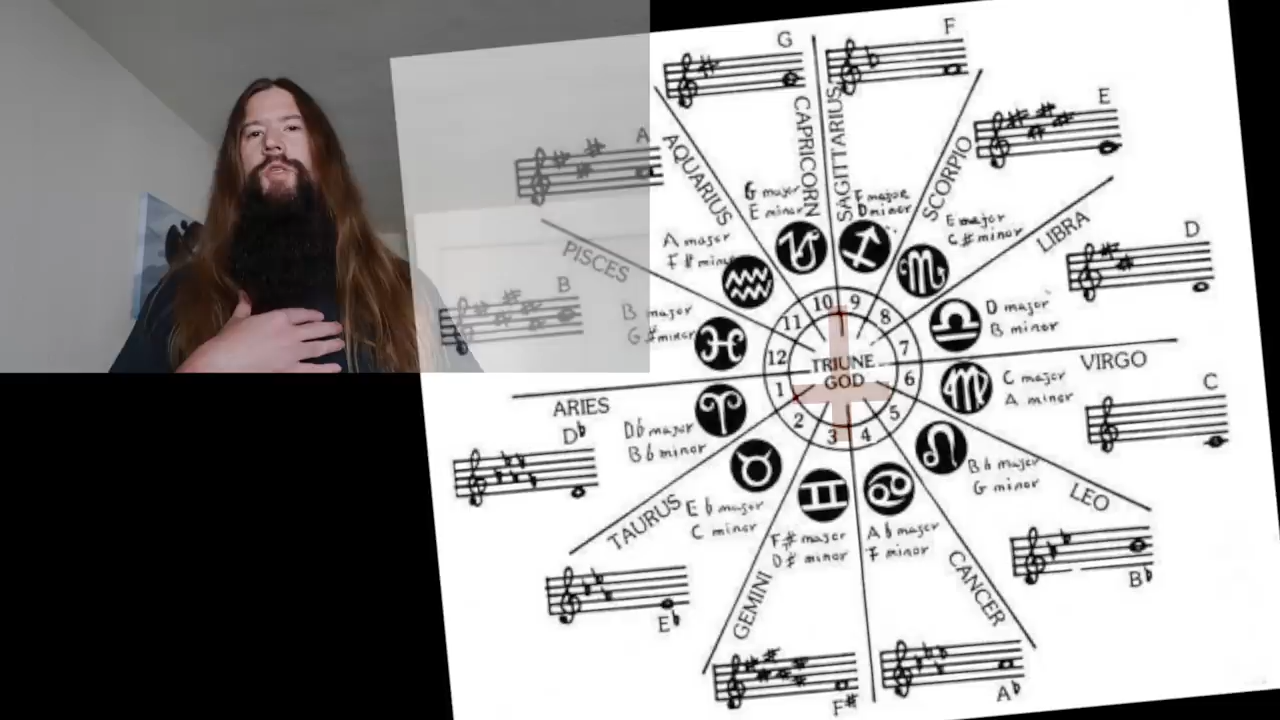 G
F
E
A
D
B
C
D♭
E♭
F#
A♭
B♭
CAPRICORN
SAGITTARIUS
SCORPIO
LIBRA
VIRGO
LEO
CANCER
GEMINI
TAURUS
ARIES
PISCES
AQUARIUS
G major
E minor
F major
D minor
E major
C# minor
D major
B minor
C major
A minor
B♭ major
G minor
A♭ major
F minor
F# major
D# minor
E♭ major
C minor
D♭ major
B♭ minor
B major
G# minor
A major
F# minor
10
9
8
7
6
5
4
3
2
1
12
11
TRIUNE
GOD